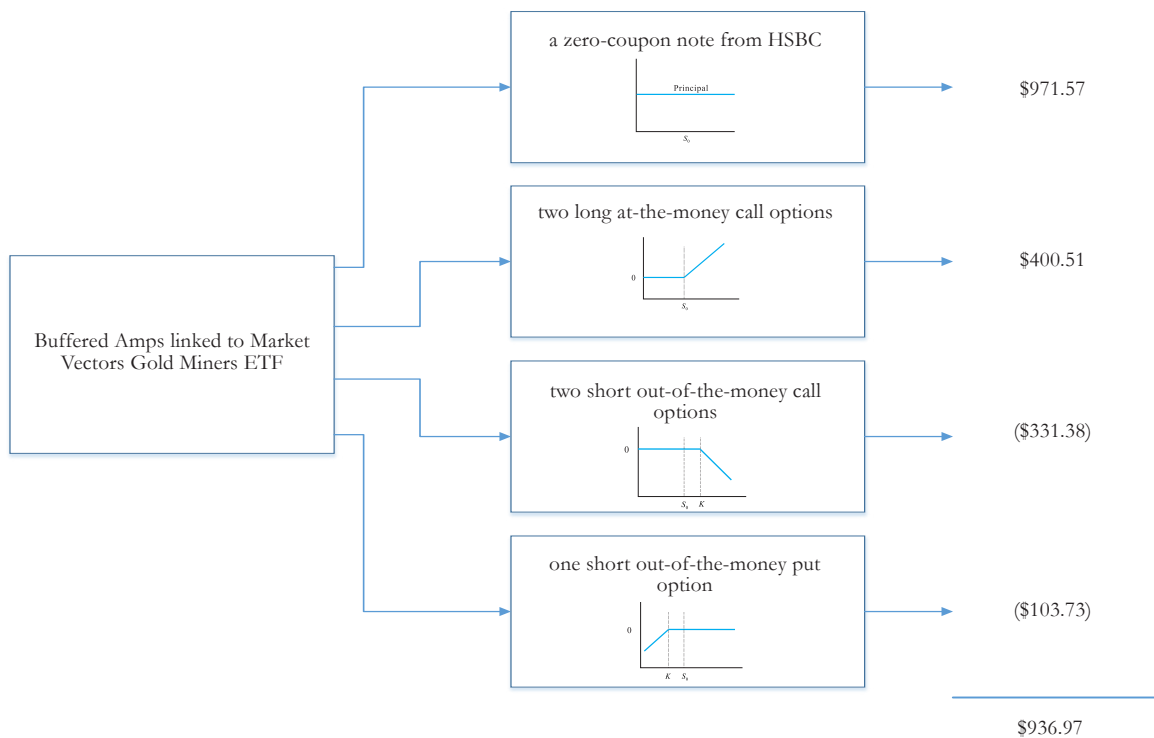 a zero-coupon note from HSBC
Principal
S₀
$971.57
two long at-the-money call options
0
S₀
$400.51
Buffered Amps linked to Market
Vectors Gold Miners ETF
two short out-of-the-money call
options
0
S₀ K
($331.38)
one short out-of-the-money put
option
0
K S₀
($103.73)
$936.97